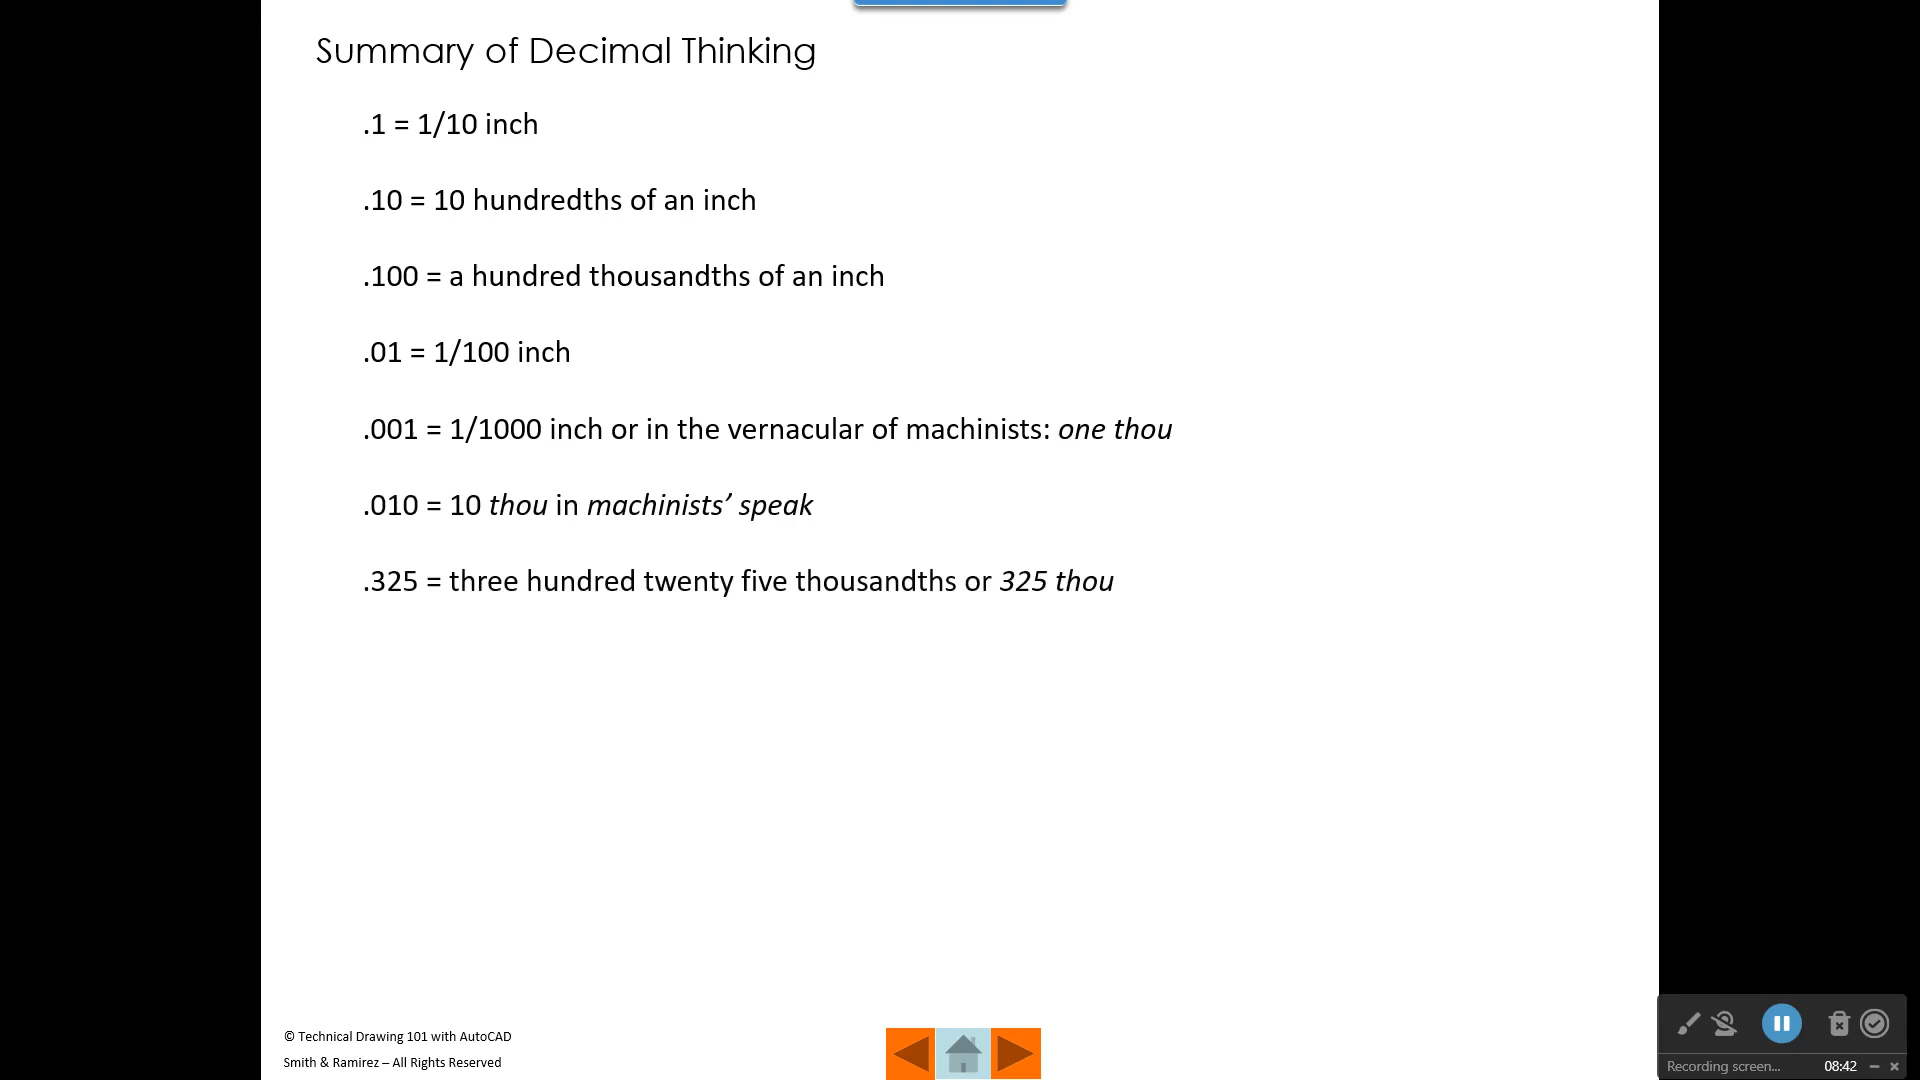 Summary of Decimal Thinking
.1 = 1/10 inch
.10 = 10 hundredths of an inch
.100 = a hundred thousandths of an inch
.01 = 1/100 inch
.001 = 1/1000 inch or in the vernacular of machinists: one thou
.010 = 10 thou in machinists’ speak
.325 = three hundred twenty five thousandths or 325 thou
© Technical Drawing 101 with AutoCAD
Smith & Ramirez – All Rights Reserved
Recording screen... 08:42